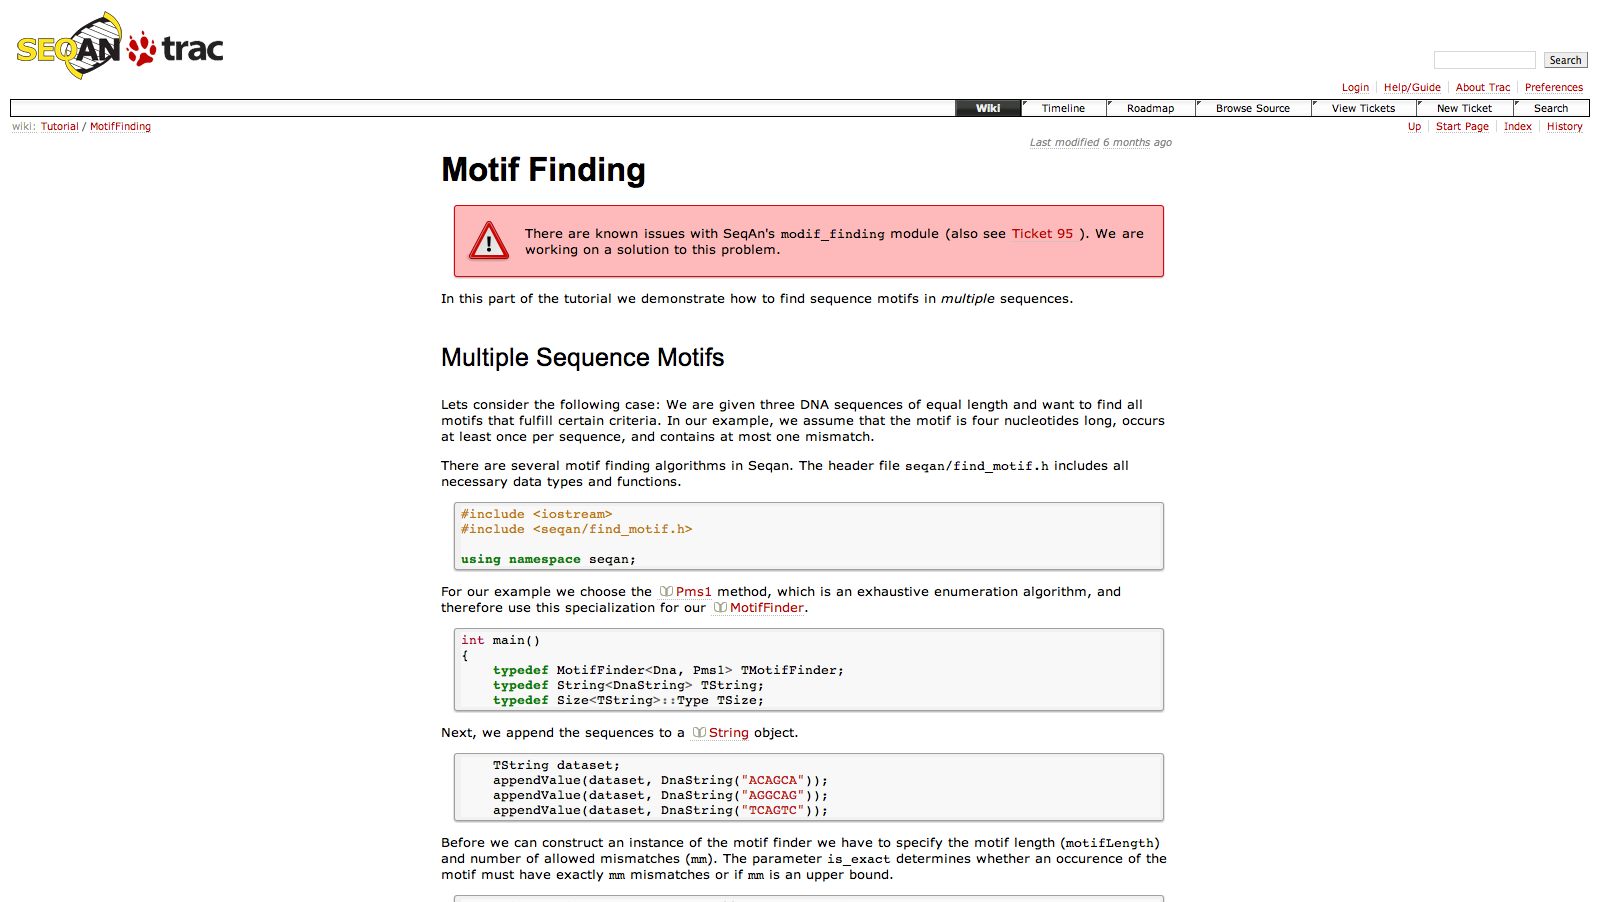 SEQAN trac
Search
Login Help/Guide About Trac Preferences
Wiki Timeline Roadmap Browse Source View Tickets New Ticket Search
wiki: Tutorial / MotifFinding
Up Start Page Index History
Last modified 6 months ago
Motif Finding
There are known issues with SeqAn's modif_finding module (also see Ticket 95 ). We are
working on a solution to this problem.
In this part of the tutorial we demonstrate how to find sequence motifs in multiple sequences.
Multiple Sequence Motifs
Lets consider the following case: We are given three DNA sequences of equal length and want to find all
motifs that fulfill certain criteria. In our example, we assume that the motif is four nucleotides long, occurs
at least once per sequence, and contains at most one mismatch.
There are several motif finding algorithms in Seqan. The header file seqan/find_motif.h includes all
necessary data types and functions.
#include <iostream>
#include <seqan/find_motif.h>
using namespace seqan;
For our example we choose the Pms1 method, which is an exhaustive enumeration algorithm, and
therefore use this specialization for our MotifFinder.
int main()
{
typedef MotifFinder<Dna, Pms1> TMotifFinder;
typedef String<DnaString> TString;
typedef Size<TString>::Type TSize;
Next, we append the sequences to a String object.
TString dataset;
appendValue(dataset, DnaString("ACAGCA"));
appendValue(dataset, DnaString("AGGCAG"));
appendValue(dataset, DnaString("TCAGTC"));
Before we can construct an instance of the motif finder we have to specify the motif length (motifLength)
and number of allowed mismatches (mm). The parameter is_exact determines whether an occurence of the
motif must have exactly mm mismatches or if mm is an upper bound.